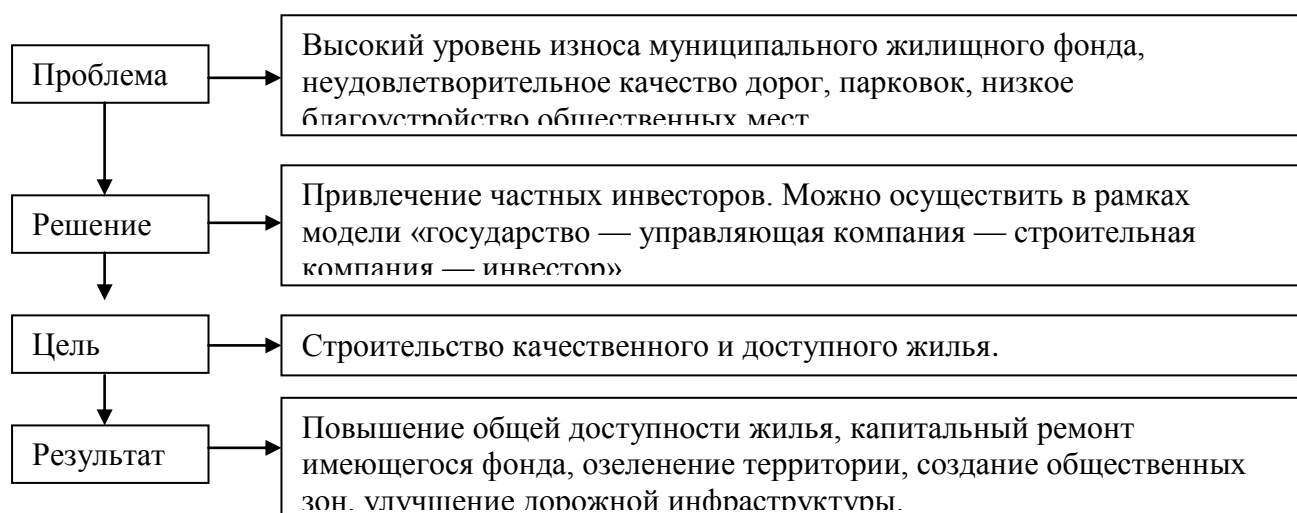 Проблема
Высокий уровень износа муниципального жилищного фонда,
неудовлетворительное качество дорог, парковок, низкое
благоустройство общественных мест
Решение
Привлечение частных инвесторов. Можно осуществить в рамках
модели «государство — управляющая компания — строительная
компания — инвестор»
Цель
Строительство качественного и доступного жилья.
Результат
Повышение общей доступности жилья, капитальный ремонт
имеющегося фонда, озеленение территории, создание общественных
зон, улучшение дорожной инфраструктуры.